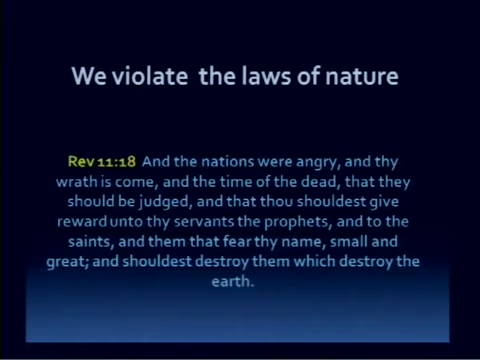 We violate the laws of nature
Rev 11:18 And the nations were angry, and thy
wrath is come, and the time of the dead, that they
should be judged, and that thou shouldest give
reward unto thy servants the prophets, and to the
saints, and them that fear thy name, small and
great; and shouldest destroy them which destroy the
earth.